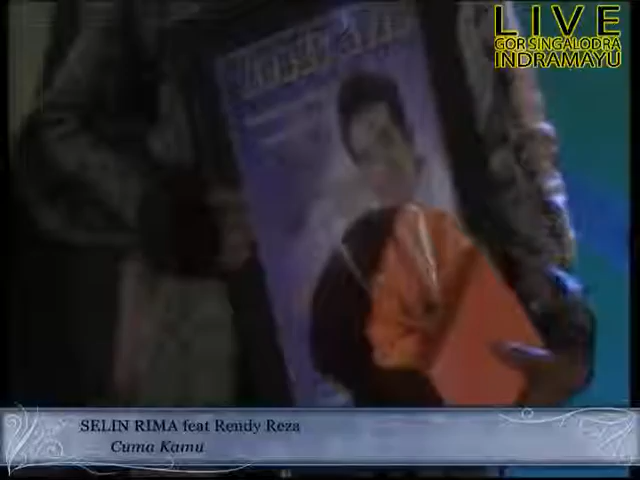 LIVE
GOR SINGALODRA
INDRAMAYU
SELIN RIMA feat Rendy Reza
Cuma Kamu